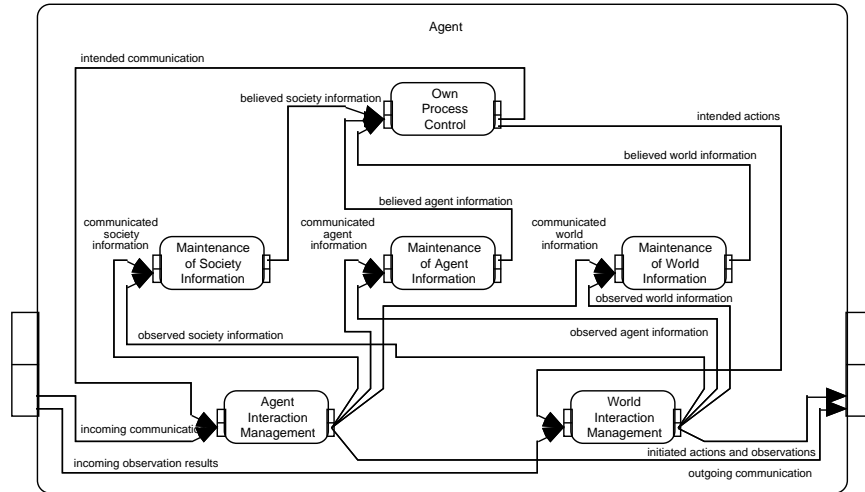 Agent
intended communication
Own
Process
Control
believed society information
intended actions
believed world information
believed agent information
communicated
society
information
communicated
agent
information
communicated
world
information
Maintenance
of Society
Information
Maintenance
of Agent
Information
Maintenance
of World
Information
observed world information
observed society information
observed agent information
Agent
Interaction
Management
World
Interaction
Management
incoming communication
initiated actions and observations
incoming observation results
outgoing communication